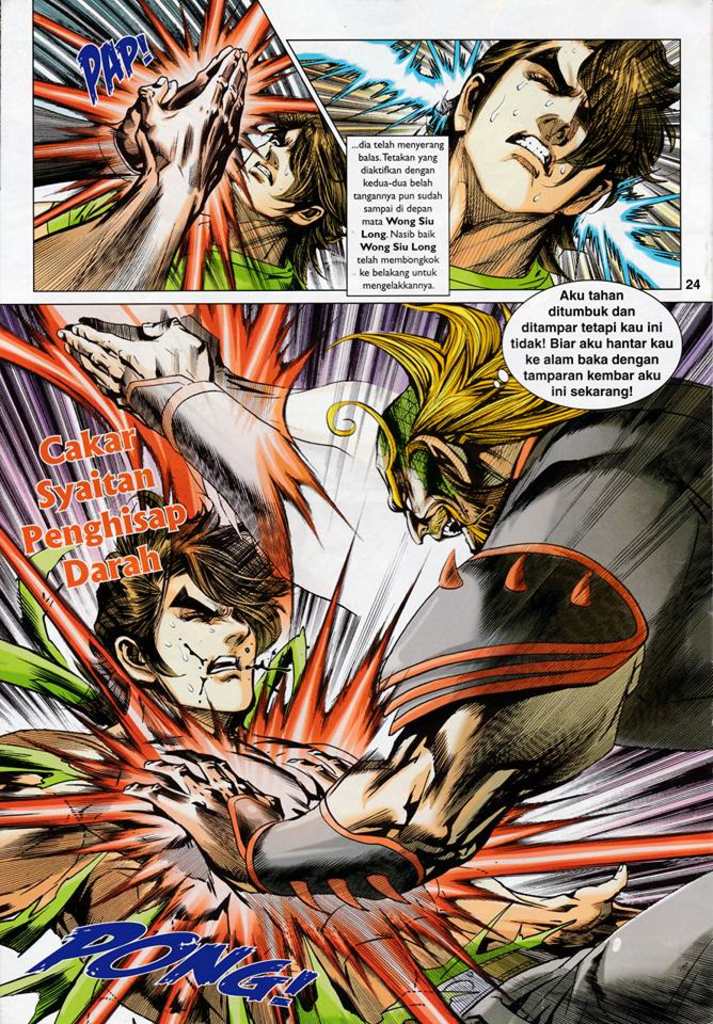 PAP!
...dia telah menyerang
balas. Tetakan yang
diaktifkan dengan
kedua-dua belah
tangannya pun sudah
sampai di depan
mata Wong Siu
Long. Nasib baik
Wong Siu Long
telah membongkok
ke belakang untuk
mengelakkannya.
24
Aku tahan
ditumbuk dan
ditampar tetapi kau ini
tidak! Biar aku hantar kau
ke alam baka dengan
tamparan kembar aku
ini sekarang!
Cakar
Syaitan
Penghisap
Darah
PONG!